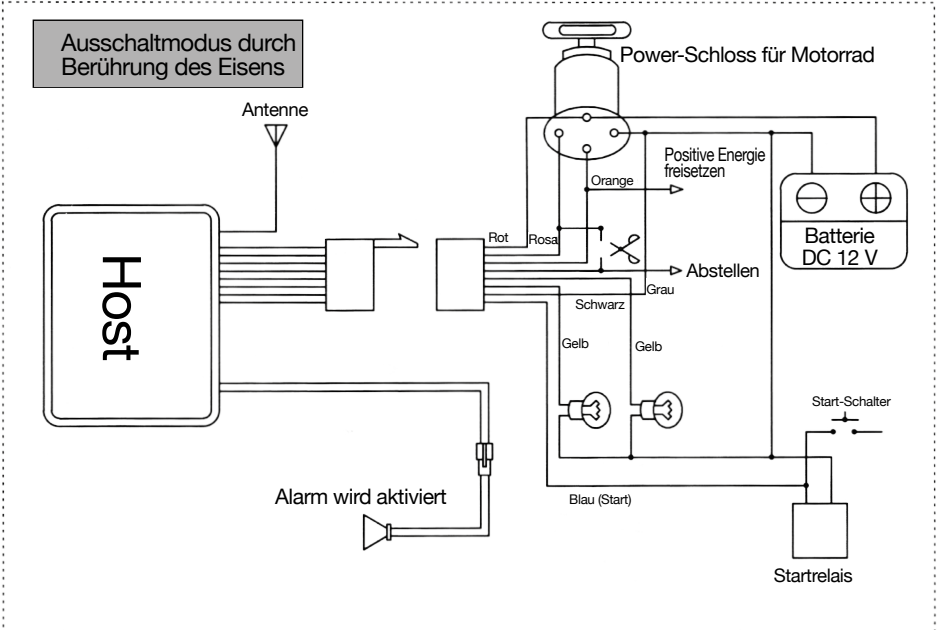 Ausschaltmodus durch
Berührung des Eisens
Power-Schloss für Motorrad
Antenne
Positive Energie
freisetzen
Orange
Rot
Rosa
Batterie
DC 12 V
Host
Abstellen
Grau
Schwarz
Gelb
Gelb
Start-Schalter
Alarm wird aktiviert
Blau (Start)
Startrelais